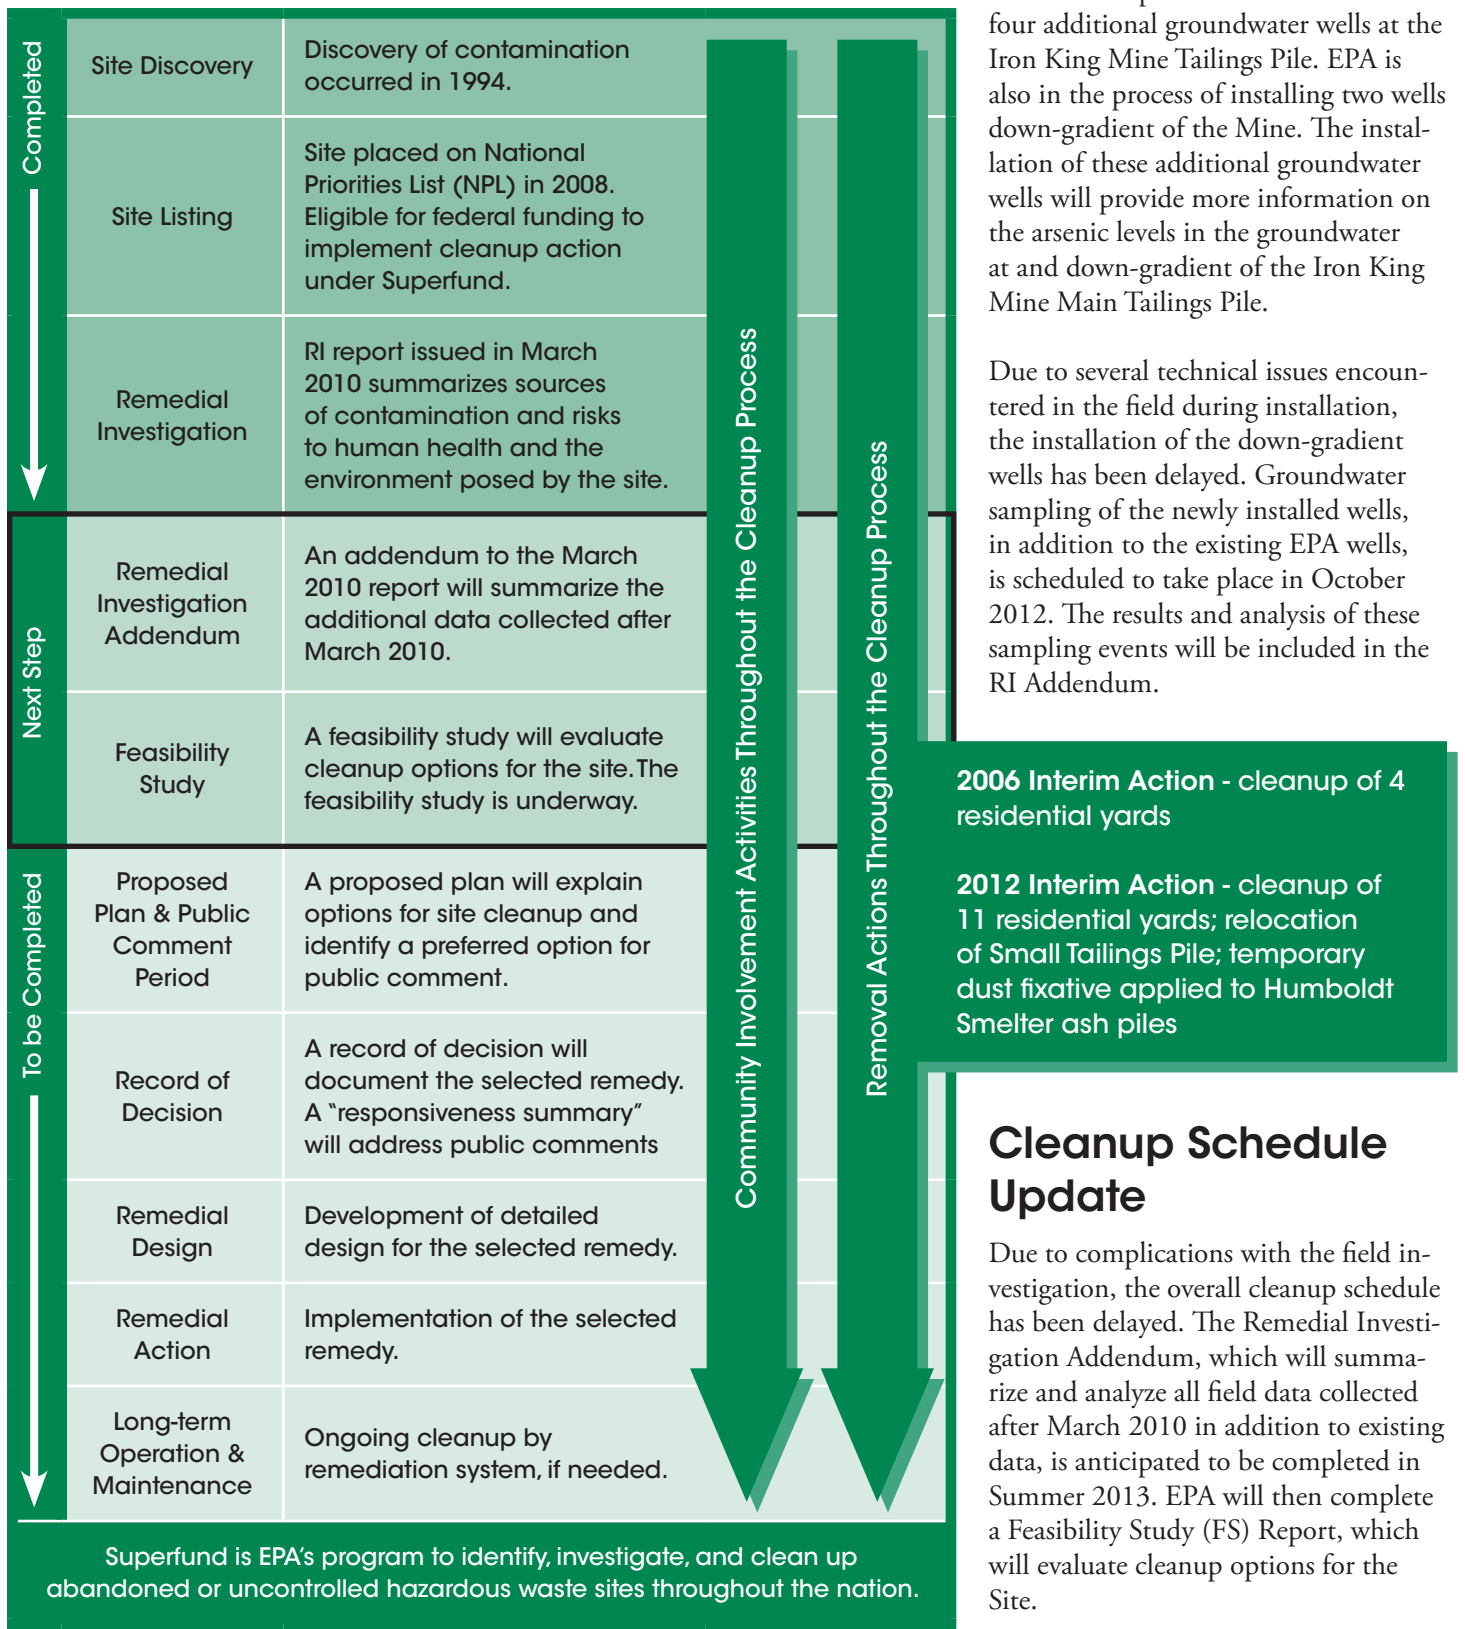 Completed
Site Discovery
Discovery of contamination
occurred in 1994.
Site Listing
Site placed on National
Priorities List (NPL) in 2008.
Eligible for federal funding to
implement cleanup action
under Superfund.
Remedial
Investigation
RI report issued in March
2010 summarizes sources
of contamination and risks
to human health and the
environment posed by the site.
Next Step
Remedial
Investigation
Addendum
An addendum to the March
2010 report will summarize the
additional data collected after
March 2010.
Feasibility
Study
A feasibility study will evaluate
cleanup options for the site. The
feasibility study is underway.
To be Completed
Proposed
Plan & Public
Comment
Period
A proposed plan will explain
options for site cleanup and
identify a preferred option for
public comment.
Record of
Decision
A record of decision will
document the selected remedy.
A “responsiveness summary”
will address public comments
Remedial
Design
Development of detailed
design for the selected remedy.
Remedial
Action
Implementation of the selected
remedy.
Long-term
Operation &
Maintenance
Ongoing cleanup by
remediation system, if needed.
Community Involvement Activities Throughout the Cleanup Process
Removal Actions Throughout the Cleanup Process
Superfund is EPA’s program to identify, investigate, and clean up
abandoned or uncontrolled hazardous waste sites throughout the nation.
four additional groundwater wells at the
Iron King Mine Tailings Pile. EPA is
also in the process of installing two wells
down-gradient of the Mine. The instal-
lation of these additional groundwater
wells will provide more information on
the arsenic levels in the groundwater
at and down-gradient of the Iron King
Mine Main Tailings Pile.
Due to several technical issues encoun-
tered in the field during installation,
the installation of the down-gradient
wells has been delayed. Groundwater
sampling of the newly installed wells,
in addition to the existing EPA wells,
is scheduled to take place in October
2012. The results and analysis of these
sampling events will be included in the
RI Addendum.
2006 Interim Action - cleanup of 4
residential yards
2012 Interim Action - cleanup of
11 residential yards; relocation
of Small Tailings Pile; temporary
dust fixative applied to Humboldt
Smelter ash piles
Cleanup Schedule
Update
Due to complications with the field in-
vestigation, the overall cleanup schedule
has been delayed. The Remedial Investi-
gation Addendum, which will summa-
rize and analyze all field data collected
after March 2010 in addition to existing
data, is anticipated to be completed in
Summer 2013. EPA will then complete
a Feasibility Study (FS) Report, which
will evaluate cleanup options for the
Site.